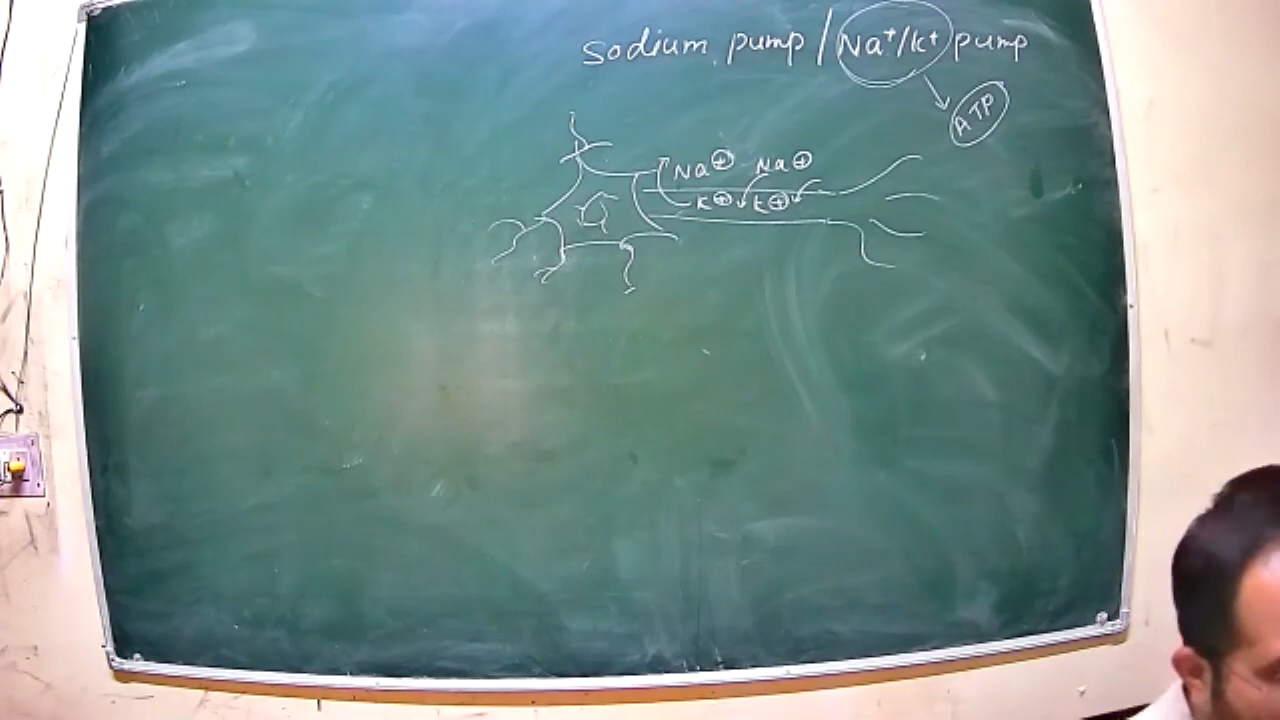 Sodium pump / Na⁺/K⁺ pump
ATP
Na⊕ Na⊕
K⊕ K⊕